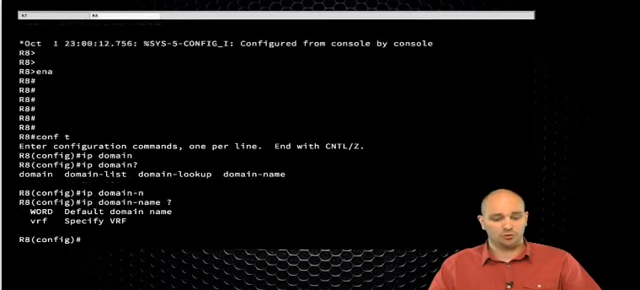 R7 R8
*Oct  1 23:00:12.756: %SYS-5-CONFIG_I: Configured from console by console
R8>
R8>
R8>ena
R8#
R8#
R8#
R8#
R8#
R8#
R8#conf t
Enter configuration commands, one per line.  End with CNTL/Z.
R8(config)#ip domain
R8(config)#ip domain?
domain  domain-list  domain-lookup  domain-name
R8(config)#ip domain-n
R8(config)#ip domain-name ?
WORD  Default domain name
vrf   Specify VRF
R8(config)#